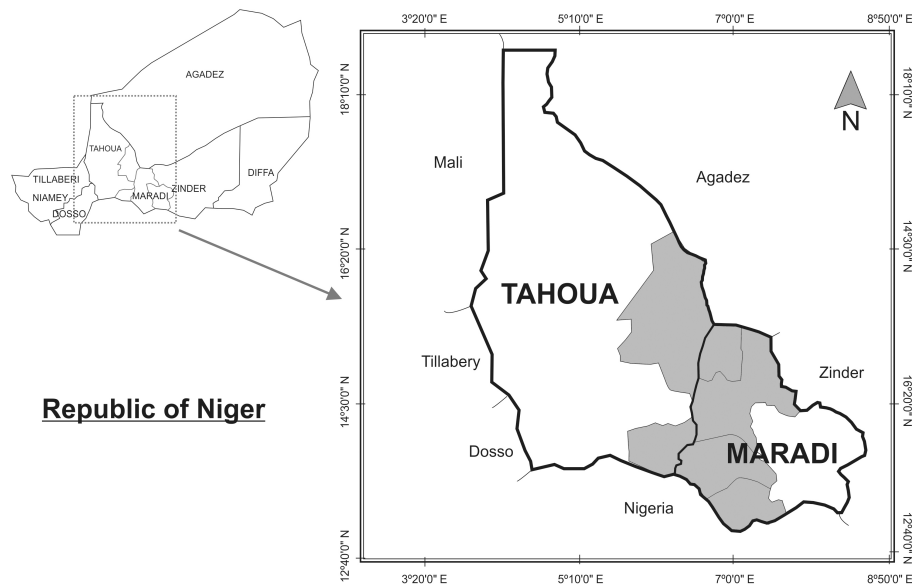 AGADEZ
TAHOUA
TILLABERI
DIFFA
ZINDER
NIAMEY
MARADI
DOSSO
Republic of Niger
3°20'0" E
5°10'0" E
7°0'0" E
8°50'0" E
18°10'0" N
16°20'0" N
14°30'0" N
12°40'0" N
18°10'0" N
14°30'0" N
16°20'0" N
12°40'0" N
N
Mali
Agadez
TAHOUA
Tillabery
Zinder
Dosso
MARADI
Nigeria
3°20'0" E
5°10'0" E
7°0'0" E
8°50'0" E